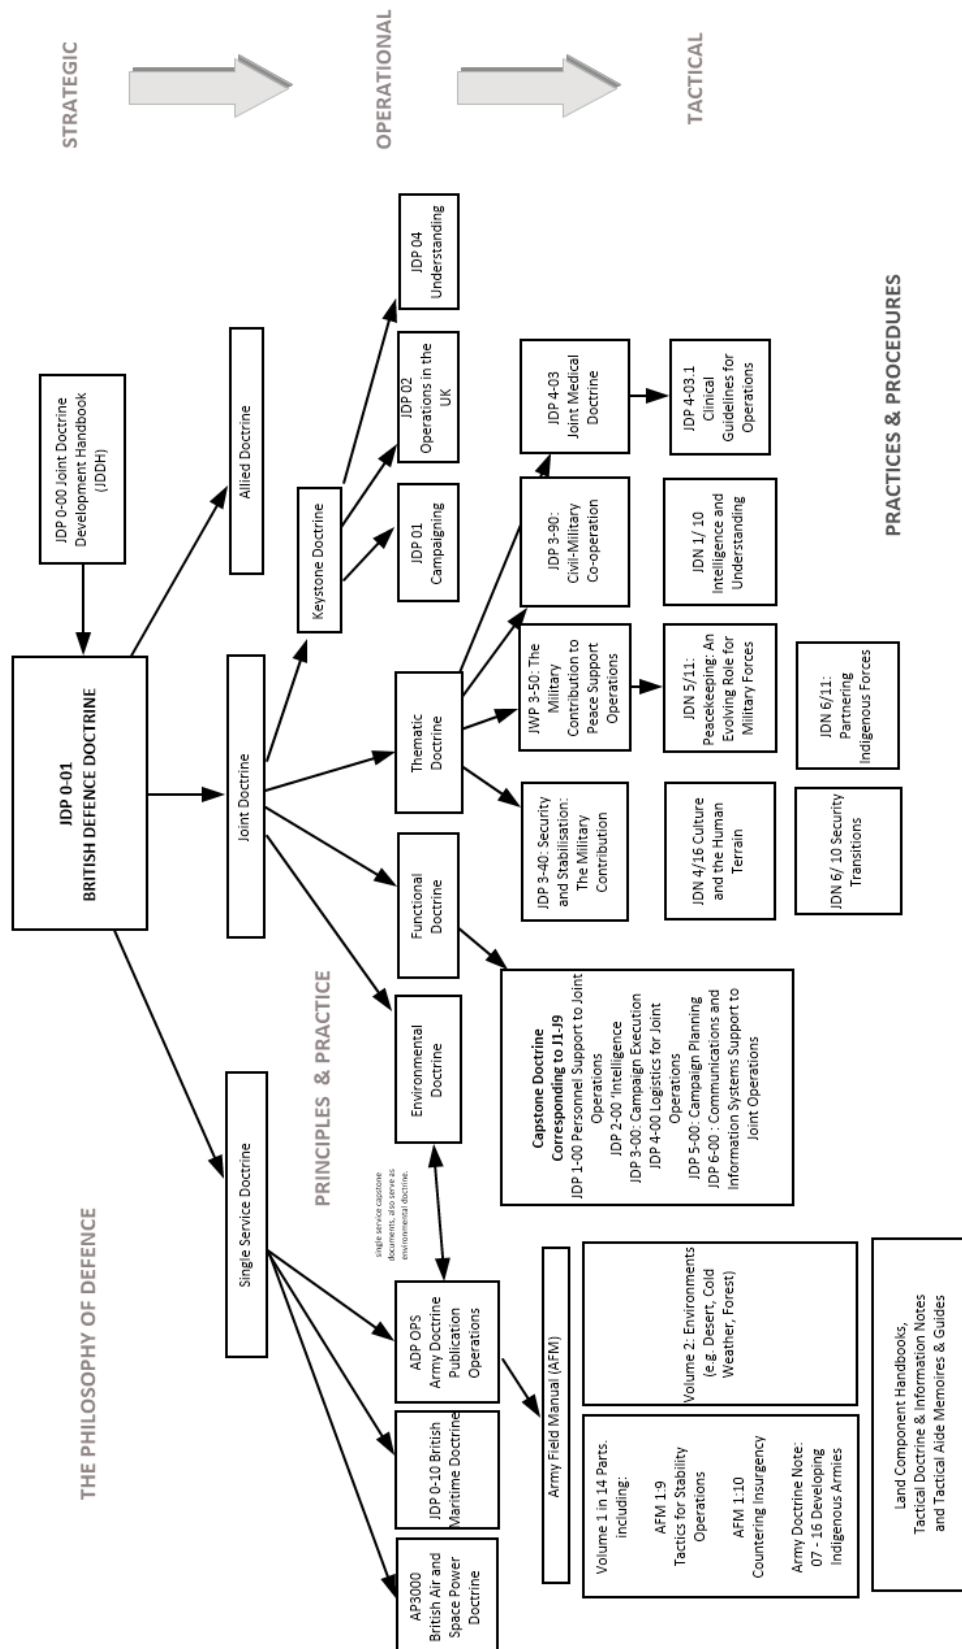 THE PHILOSOPHY OF DEFENCE
STRATEGIC
JDP 0-01
BRITISH DEFENCE DOCTRINE
JDP 0-00 Joint Doctrine
Development Handbook
(JDDH)
Single Service Doctrine
Joint Doctrine
Allied Doctrine
PRINCIPLES & PRACTICE
Keystone Doctrine
OPERATIONAL
single service capstone
documents, also serve as
environmental doctrine.
AP3000
British Air and
Space Power
Doctrine
JDP 0-10 British
Maritime Doctrine
ADP OPS
Army Doctrine
Publication
Operations
Environmental
Doctrine
Functional
Doctrine
Thematic
Doctrine
JDP 01
Campaigning
JDP 02
Operations in the
UK
JDP 04
Understanding
Army Field Manual (AFM)
Capstone Doctrine
Corresponding to J1-J9
JDP 1-00 Personnel Support to Joint
Operations
JDP 2-00 'Intelligence
JDP 3-00: Campaign Execution
JDP 4-00 Logistics for Joint
Operations
JDP 5-00: Campaign Planning
JDP 6-00 : Communications and
Information Systems Support to
Joint Operations
JDP 3-40: Security
and Stabilisation:
The Military
Contribution
JWP 3-50: The
Military
Contribution to
Peace Support
Operations
JDP 3-90:
Civil-Military
Co-operation
JDP 4-03
Joint Medical
Doctrine
Volume 1 in 14 Parts.
including:
AFM 1:9
Tactics for Stability
Operations
AFM 1:10
Countering Insurgency
Army Doctrine Note:
07 - 16 Developing
Indigenous Armies
Volume 2: Environments
(e.g. Desert, Cold
Weather, Forest)
JDN 4/16 Culture
and the Human
Terrain
JDN 5/11:
Peacekeeping: An
Evolving Role for
Military Forces
JDN 1/ 10
Intelligence and
Understanding
JDP 4-03.1
Clinical
Guidelines for
Operations
TACTICAL
JDN 6/ 10 Security
Transitions
JDN 6/11:
Partnering
Indigenous Forces
PRACTICES & PROCEDURES
Land Component Handbooks,
Tactical Doctrine & Information Notes
and Tactical Aide Memoires & Guides